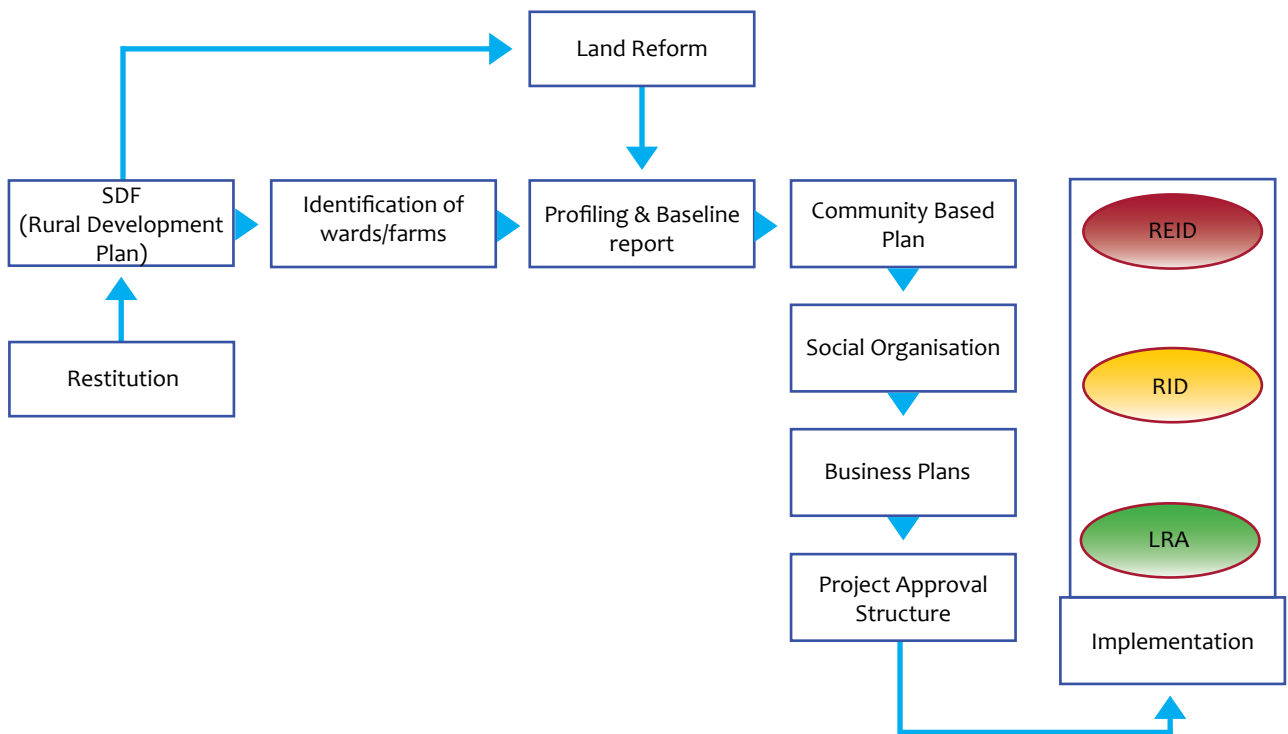 Land Reform
SDF
(Rural Development
Plan)
Identification of
wards/farms
Profiling & Baseline
report
Community Based
Plan
REID
Restitution
Social Organisation
RID
Business Plans
LRA
Project Approval
Structure
Implementation